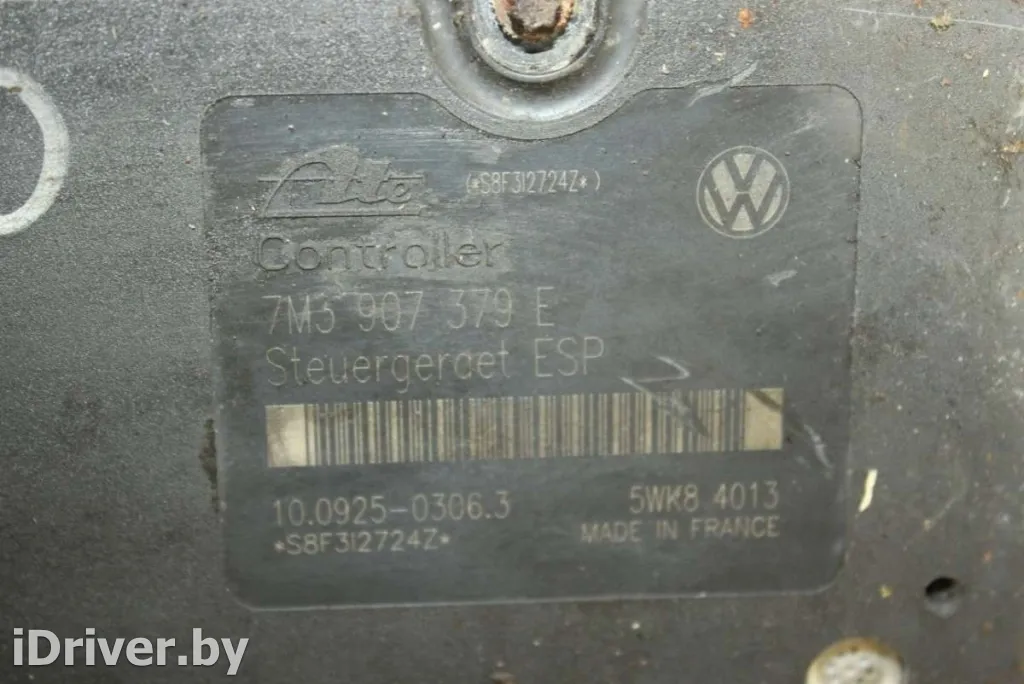 Ate (*S8F3I2724Z*)
Controller
7M3 907 379 E
Steuergeraet ESP
10.0925-0306.3 5WK8 4013
*S8F3I2724Z* MADE IN FRANCE
iDriver.by